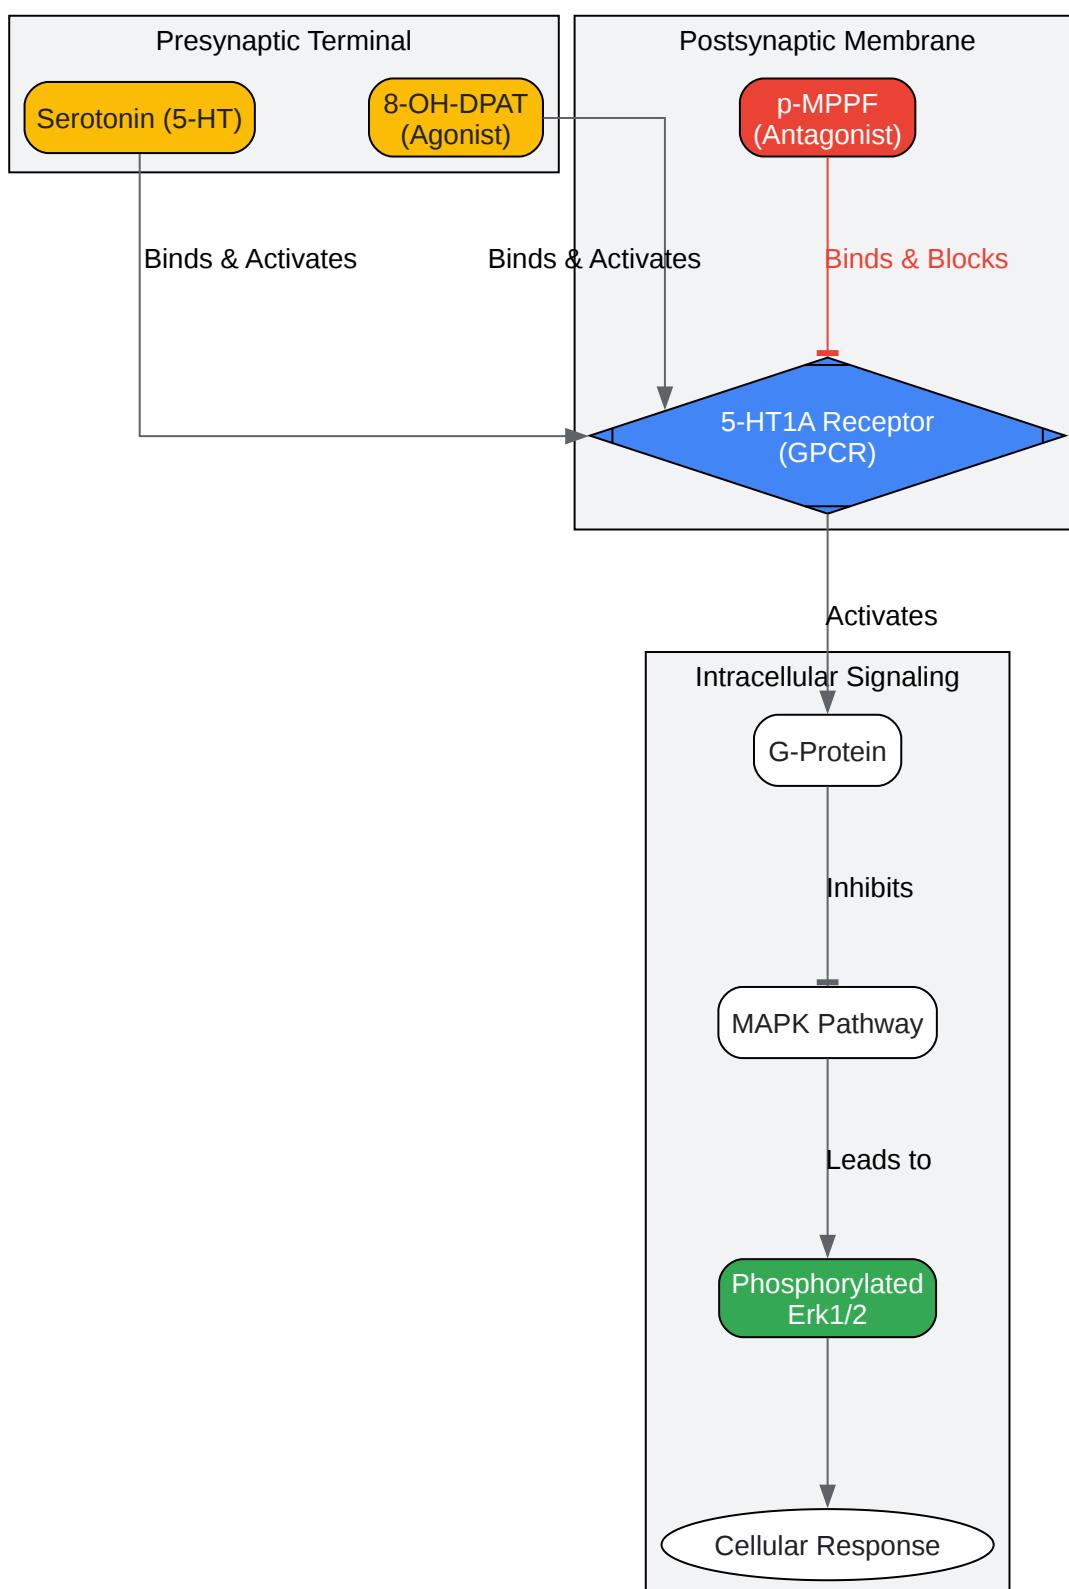 Presynaptic Terminal
Postsynaptic Membrane
Serotonin (5-HT)
8-OH-DPAT
(Agonist)
p-MPPF
(Antagonist)
Binds & Activates
Binds & Activates
Binds & Blocks
5-HT1A Receptor
(GPCR)
Activates
Intracellular Signaling
G-Protein
Inhibits
MAPK Pathway
Leads to
Phosphorylated
Erk1/2
Cellular Response